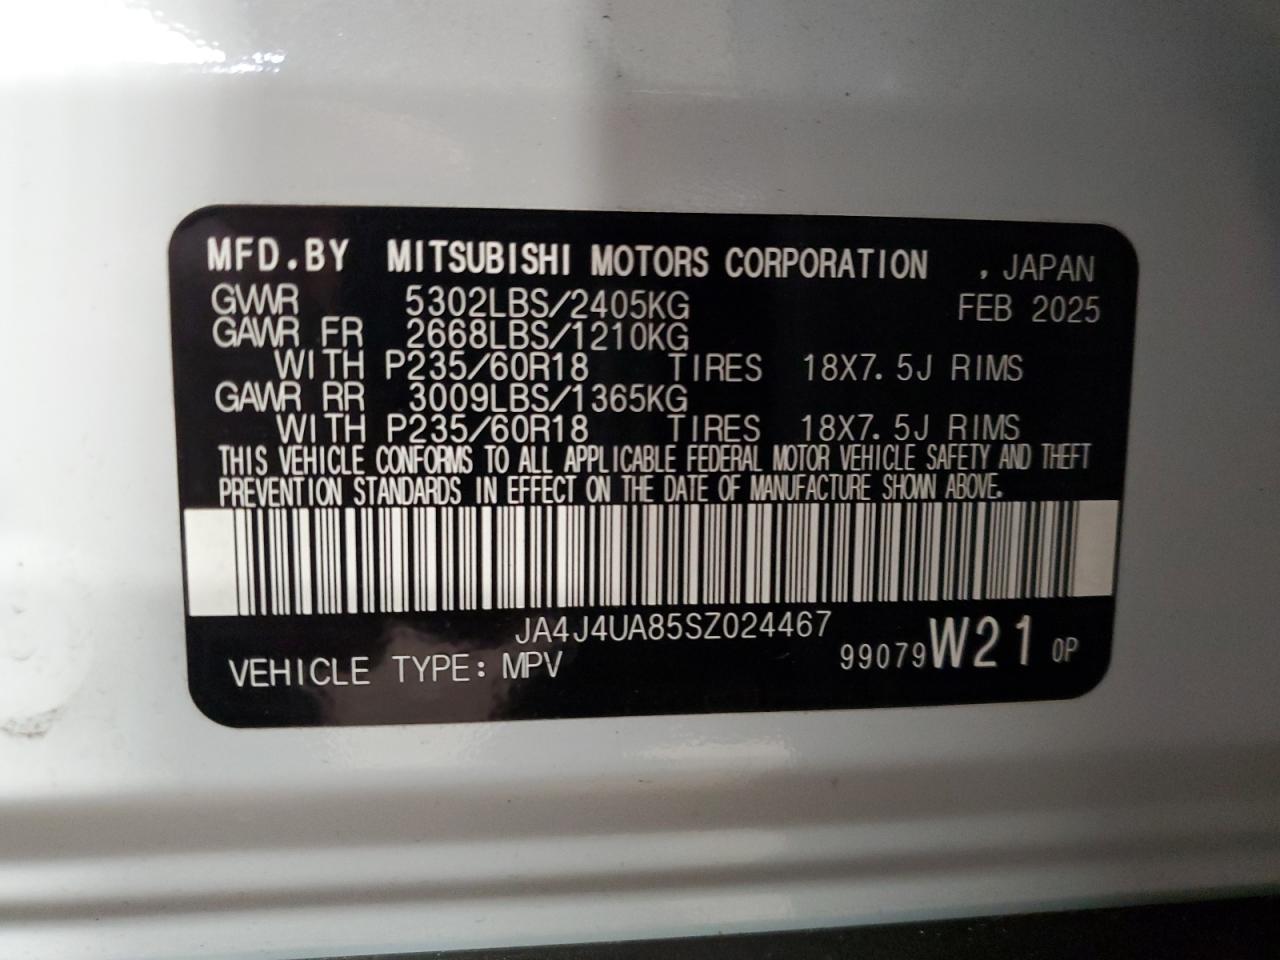 MFD.BY MITSUBISHI MOTORS CORPORATION , JAPAN
GVWR 5302LBS/2405KG FEB 2025
GAWR FR 2668LBS/1210KG
WITH P235/60R18 TIRES 18X7.5J RIMS
GAWR RR 3009LBS/1365KG
WITH P235/60R18 TIRES 18X7.5J RIMS
THIS VEHICLE CONFORMS TO ALL APPLICABLE FEDERAL MOTOR VEHICLE SAFETY AND THEFT
PREVENTION STANDARDS IN EFFECT ON THE DATE OF MANUFACTURE SHOWN ABOVE.
JA4J4UA85SZ024467
VEHICLE TYPE: MPV 99079 W21 0P